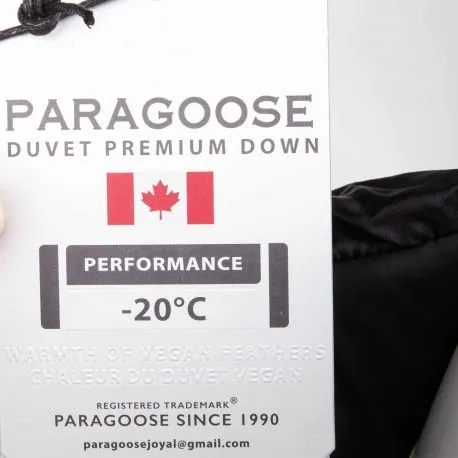 PARAGOOSE
DUVET PREMIUM DOWN
PERFORMANCE
-20°C
WARMTH OF VEGAN FEATHERS
CHALEUR DU DUVET VEGAN
REGISTERED TRADEMARK®
PARAGOOSE SINCE 1990
paragoosejoyal@gmail.com